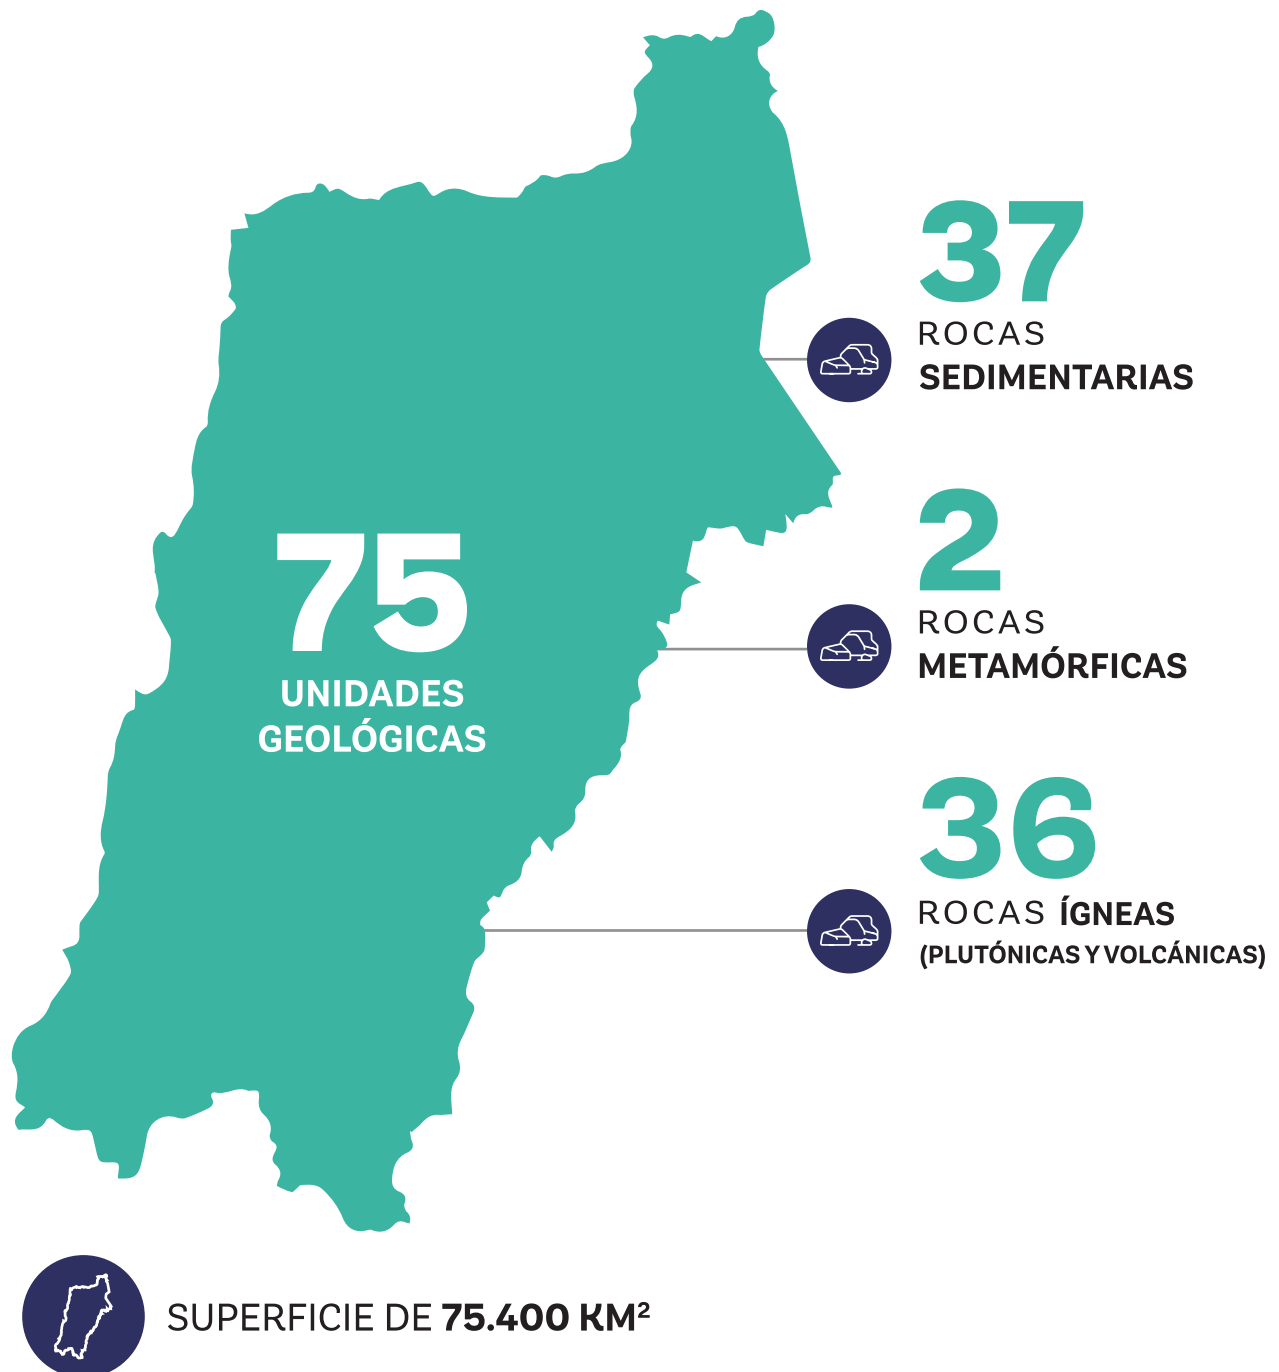 37
ROCAS
SEDIMENTARIAS
75
UNIDADES
GEOLÓGICAS
2
ROCAS
METAMÓRFICAS
36
ROCAS ÍGNEAS
(PLUTÓNICAS Y VOLCÁNICAS)
SUPERFICIE DE 75.400 KM²